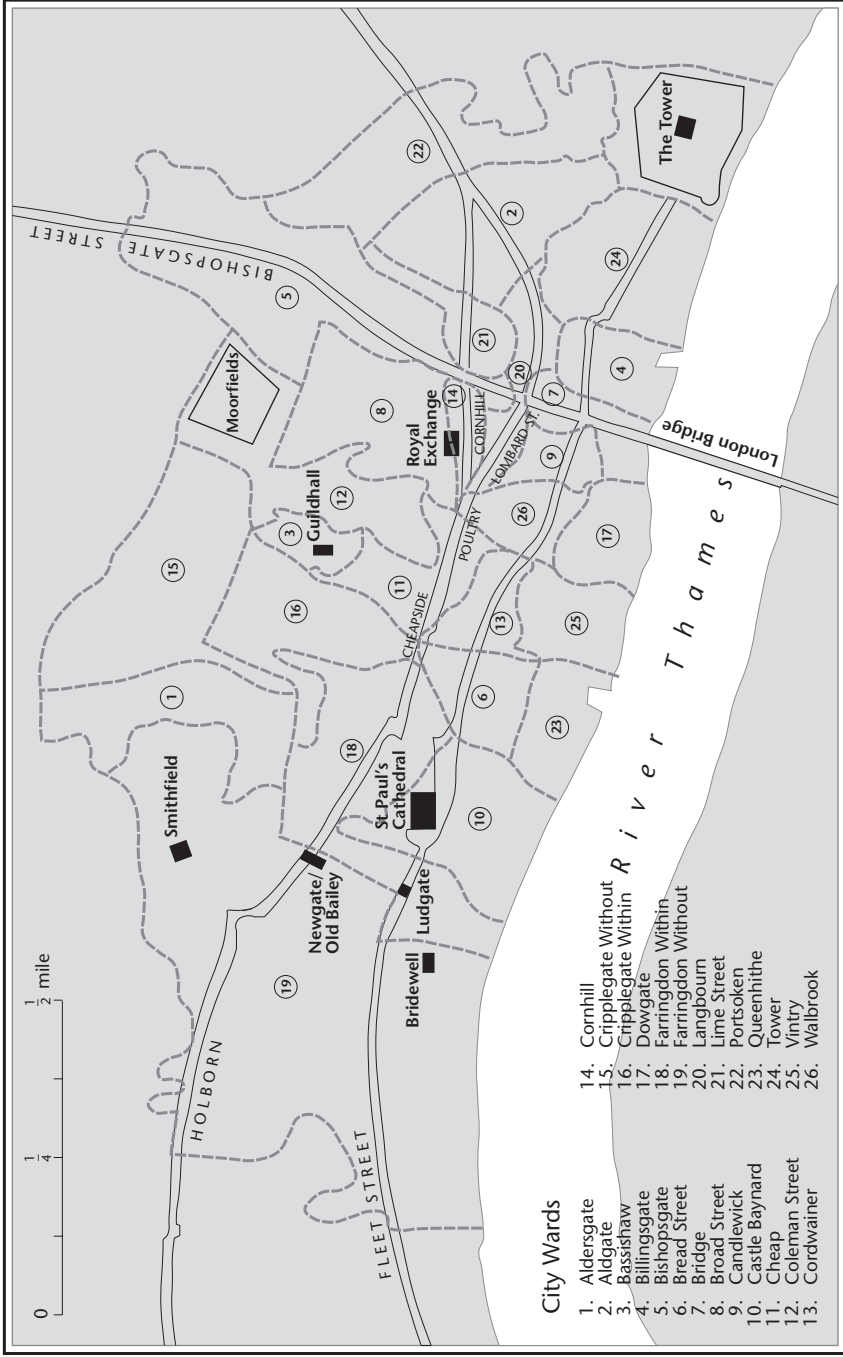 0
1/4
1/2 mile
HOLBORN
FLEET STREET
BISHOPSGATE STREET
CHEAPSIDE
POULTRY
CORNHILL
LOMBARD ST.
Smithfield
Newgate/
Old Bailey
Bridewell
Ludgate
St Paul's
Cathedral
Guildhall
Moorfields
Royal
Exchange
The Tower
London Bridge
River Thames
1
2
3
4
5
6
7
8
9
10
11
12
13
14
15
16
17
18
19
20
21
22
23
24
25
26
City Wards
1. Aldersgate
2. Aldgate
3. Bassishaw
4. Billingsgate
5. Bishopsgate
6. Bread Street
7. Bridge
8. Broad Street
9. Candlewick
10. Castle Baynard
11. Cheap
12. Coleman Street
13. Cordwainer
14. Cornhill
15. Cripplegate Without
16. Cripplegate Within
17. Dowgate
18. Farringdon Within
19. Farringdon Without
20. Langbourn
21. Lime Street
22. Portsoken
23. Queenhithe
24. Tower
25. Vintry
26. Walbrook